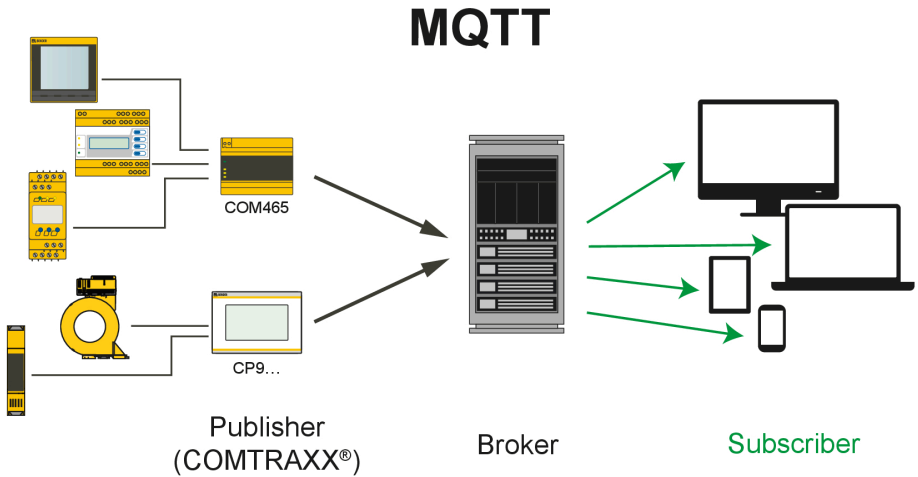 MQTT
COM465
CP9...
Publisher
(COMTRAXX®)
Broker
Subscriber